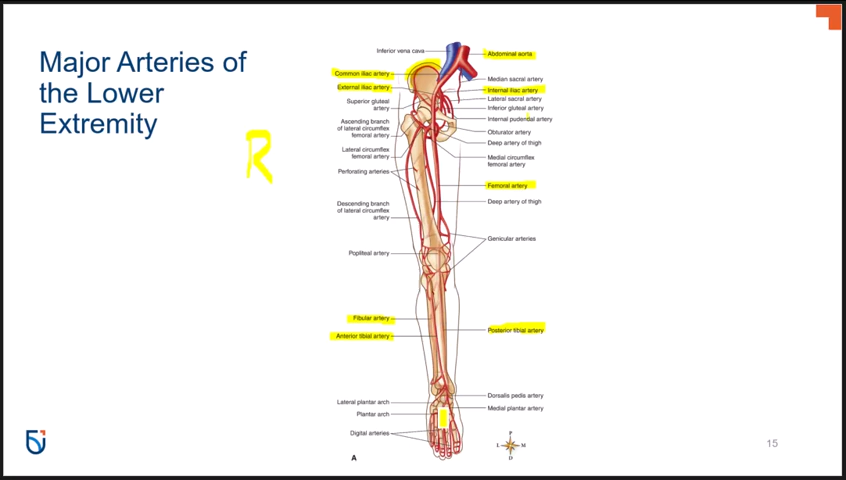 Major Arteries of
the Lower
Extremity
R
Inferior vena cava
Common iliac artery
External iliac artery
Superior gluteal
artery
Ascending branch
of lateral circumflex
femoral artery
Lateral circumflex
femoral artery
Perforating arteries
Descending branch
of lateral circumflex
artery
Popliteal artery
Fibular artery
Anterior tibial artery
Lateral plantar arch
Plantar arch
Digital arteries
A
Abdominal aorta
Median sacral artery
Internal iliac artery
Lateral sacral artery
Inferior gluteal artery
Internal pudendal artery
Obturator artery
Deep artery of thigh
Medial circumflex
femoral artery
Femoral artery
Deep artery of thigh
Genicular arteries
Posterior tibial artery
Dorsalis pedis artery
Medial plantar artery
P
L M
D
15